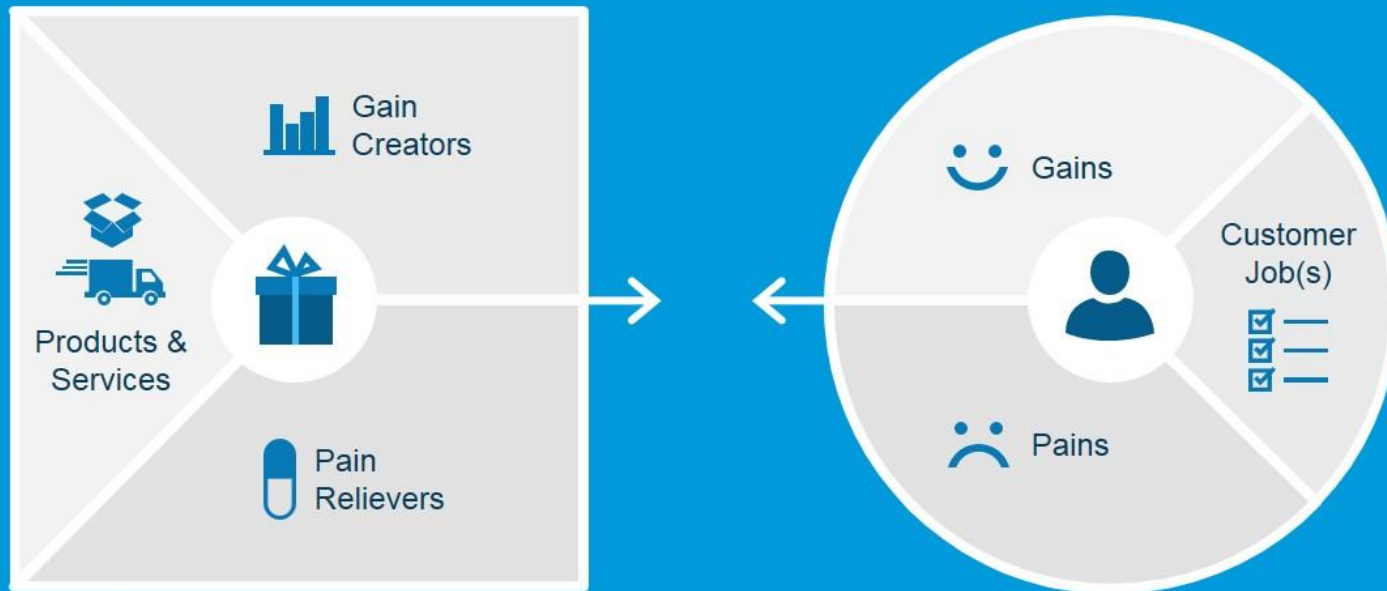 Gain
Creators
Products &
Services
Pain
Relievers
Gains
Customer
Job(s)
Pains